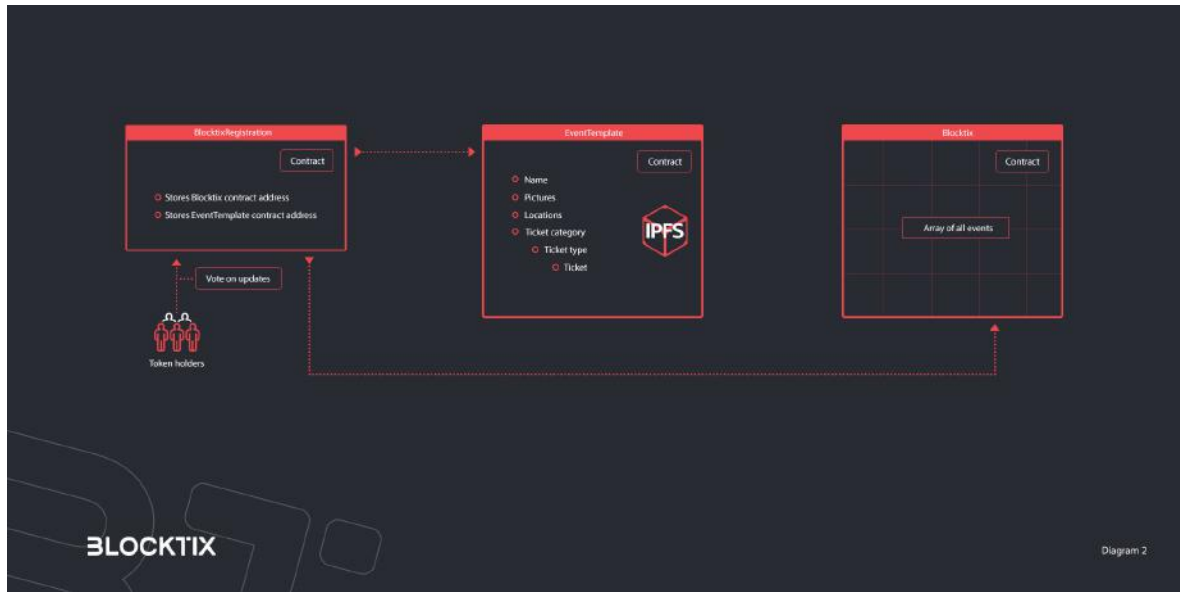 BlocktixRegistration
Contract
Stores Blocktix contract address
Stores EventTemplate contract address
Vote on updates
Token holders
EventTemplate
Contract
Name
Pictures
Locations
Ticket category
Ticket type
Ticket
IPFS
Blocktix
Contract
Array of all events
BLOCKTIX
Diagram 2